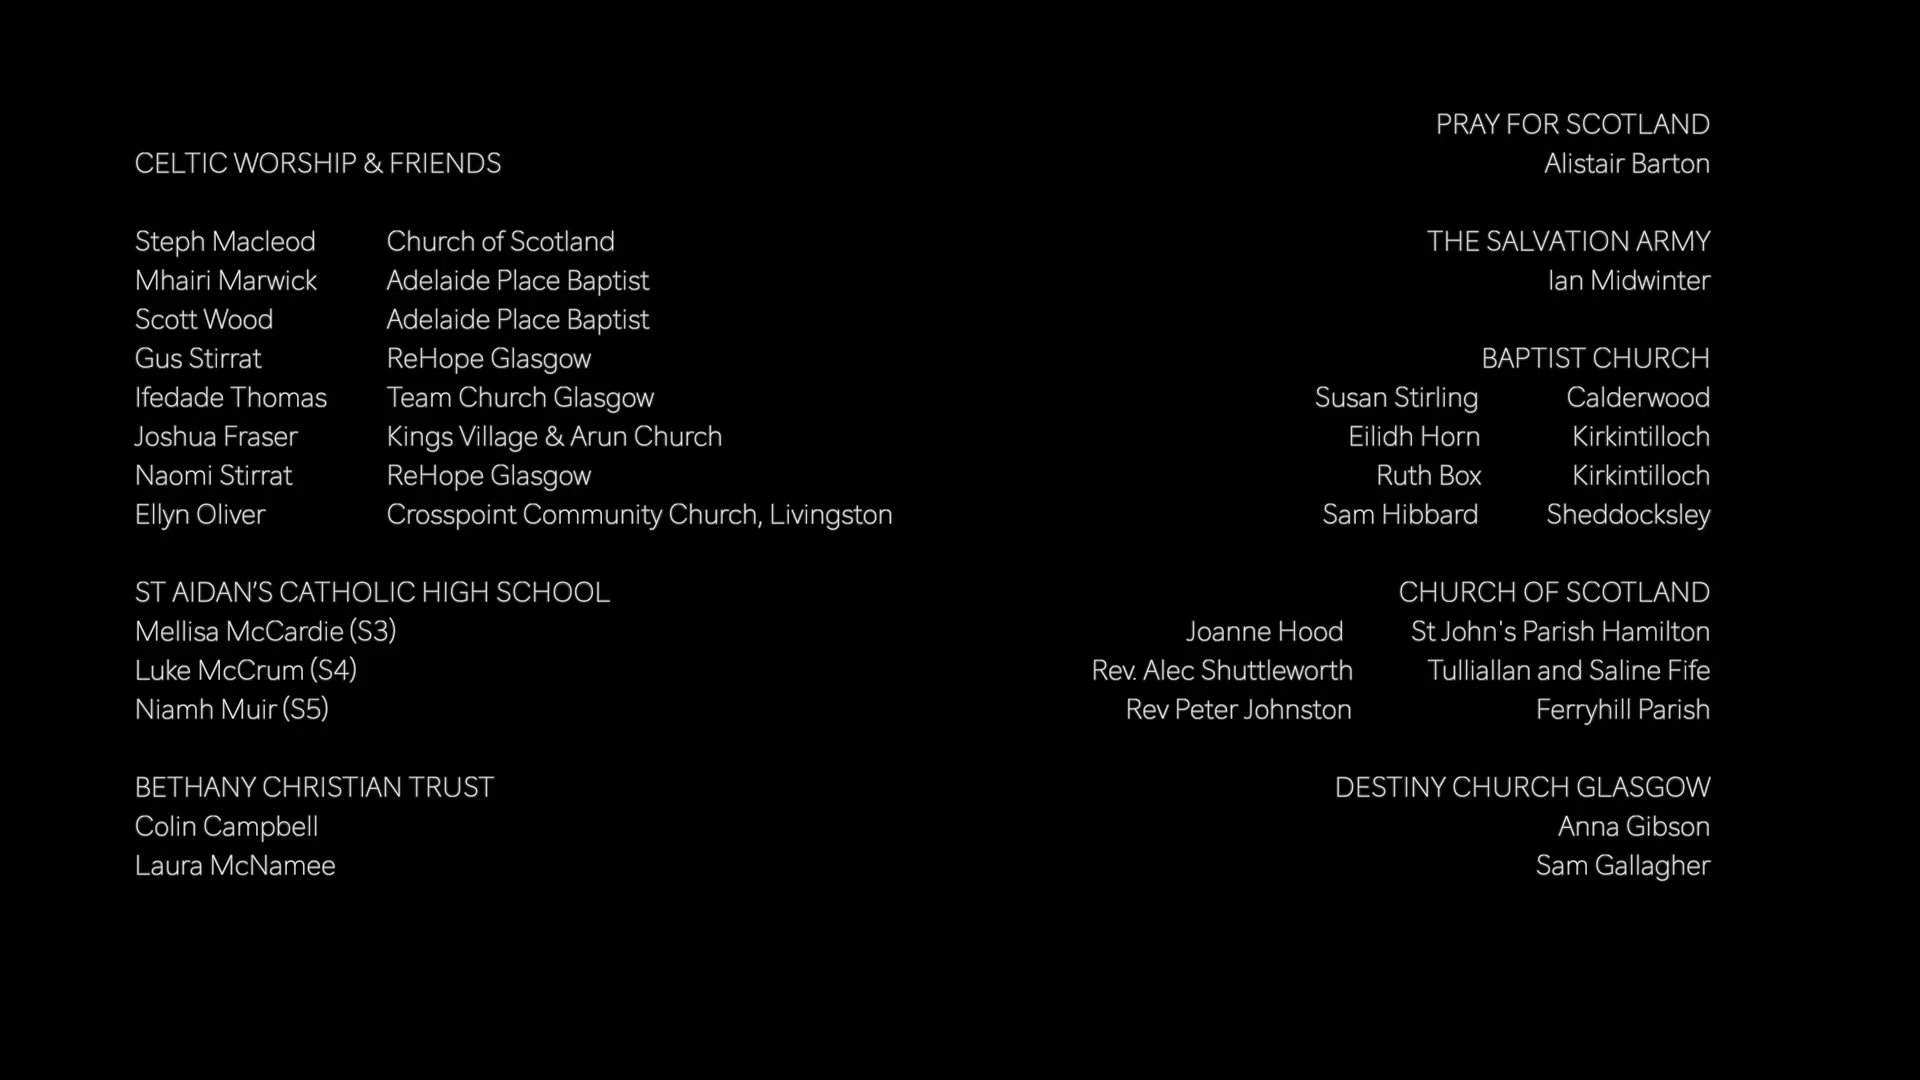 CELTIC WORSHIP & FRIENDS
Steph Macleod Church of Scotland
Mhairi Marwick Adelaide Place Baptist
Scott Wood Adelaide Place Baptist
Gus Stirrat ReHope Glasgow
Ifedade Thomas Team Church Glasgow
Joshua Fraser Kings Village & Arun Church
Naomi Stirrat ReHope Glasgow
Ellyn Oliver Crosspoint Community Church, Livingston
ST AIDAN’S CATHOLIC HIGH SCHOOL
Mellisa McCardie (S3)
Luke McCrum (S4)
Niamh Muir (S5)
BETHANY CHRISTIAN TRUST
Colin Campbell
Laura McNamee
PRAY FOR SCOTLAND
Alistair Barton
THE SALVATION ARMY
Ian Midwinter
BAPTIST CHURCH
Susan Stirling Calderwood
Eilidh Horn Kirkintilloch
Ruth Box Kirkintilloch
Sam Hibbard Sheddocksley
CHURCH OF SCOTLAND
Joanne Hood St John's Parish Hamilton
Rev. Alec Shuttleworth Tulliallan and Saline Fife
Rev Peter Johnston Ferryhill Parish
DESTINY CHURCH GLASGOW
Anna Gibson
Sam Gallagher